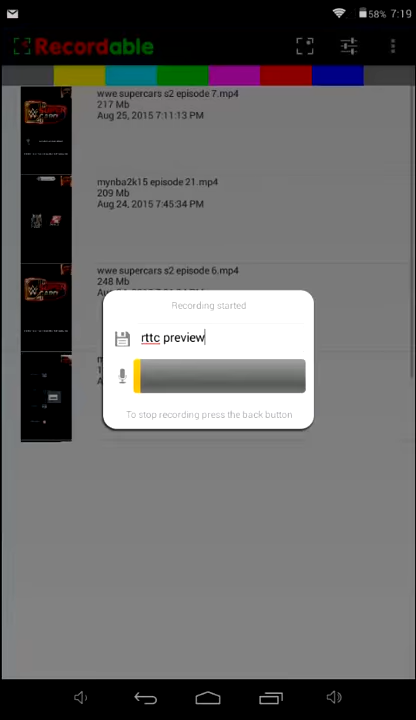 58% 7:19
Recordable
wwe supercars s2 episode 7.mp4
217 Mb
Aug 25, 2015 7:11:13 PM
mynba2k15 episode 21.mp4
209 Mb
Aug 24, 2015 7:45:34 PM
wwe supercars s2 episode 6.mp4
248 Mb
Recording started
rttc preview
To stop recording press the back button